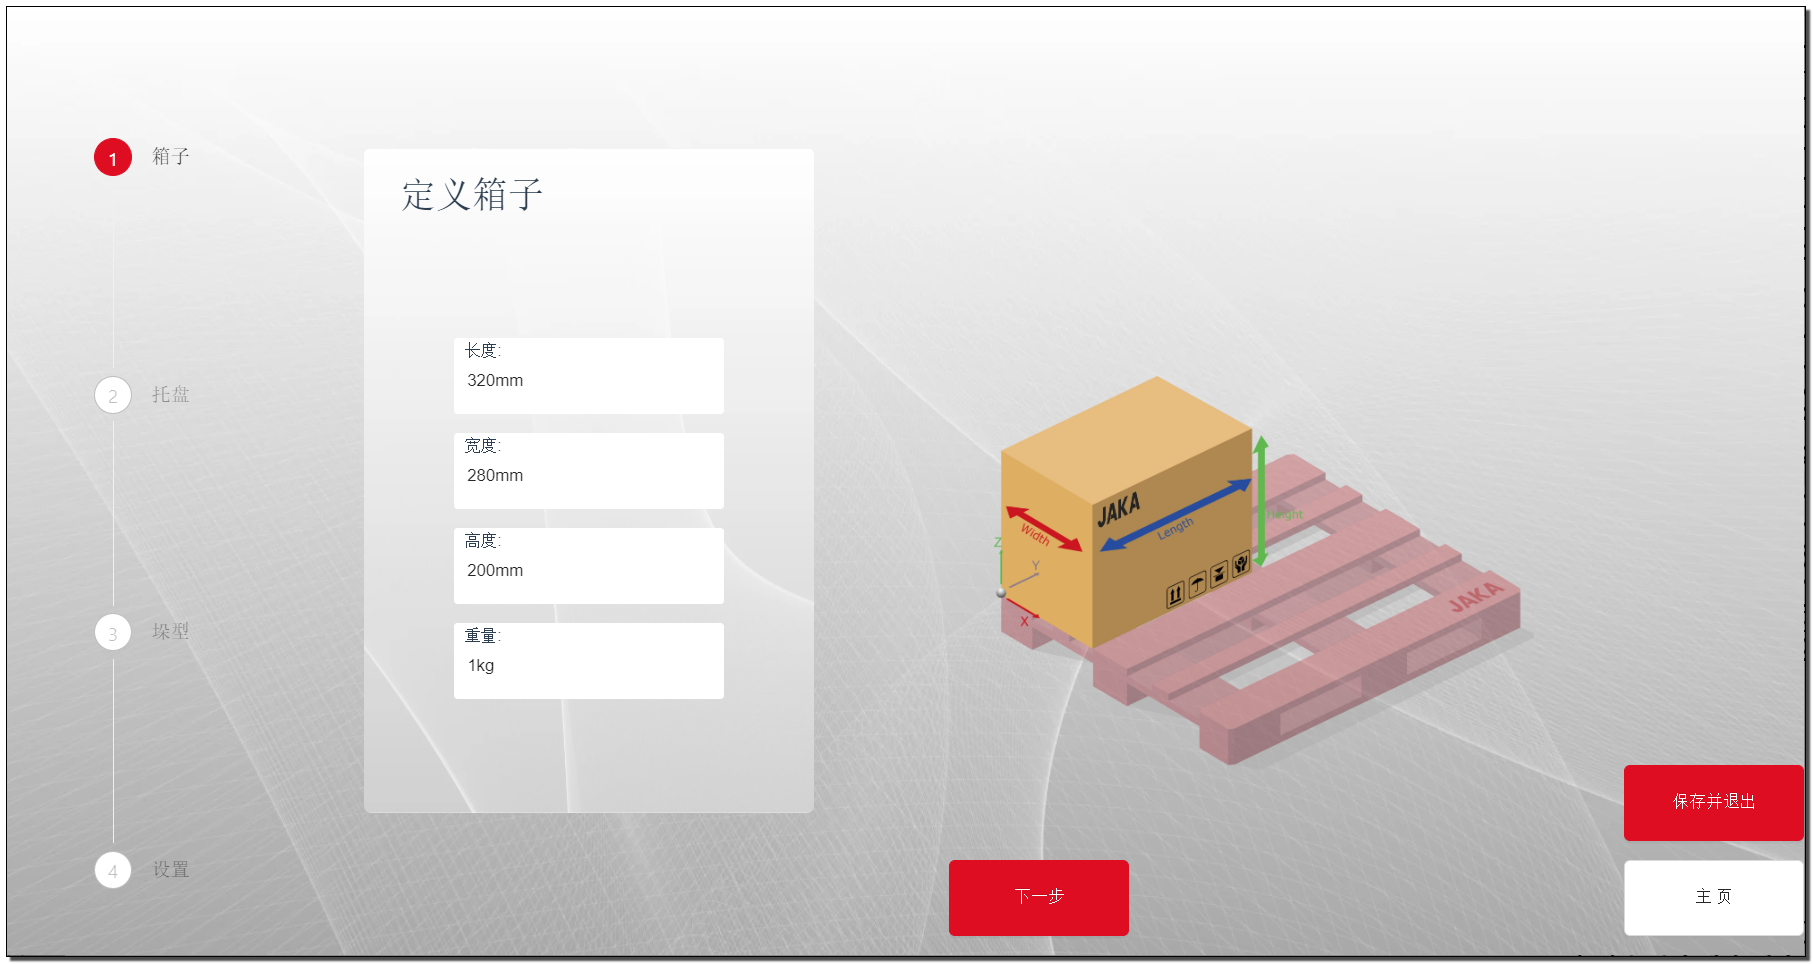 1 箱子
2 托盘
3 垛型
4 设置
定义箱子
长度:
320mm
宽度:
280mm
高度:
200mm
重量:
1kg
JAKA
Width
Length
Height
Z
Y
X
JAKA
保存并退出
下一步
主 页